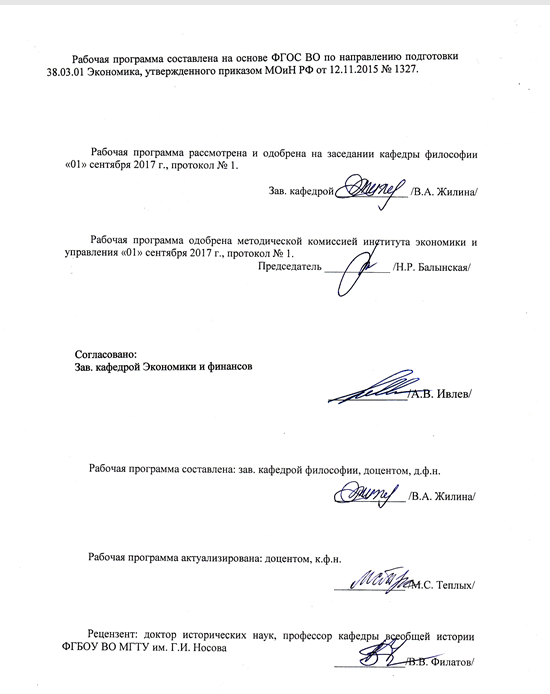 Рабочая программа составлена на основе ФГОС ВО по направлению подготовки
38.03.01 Экономика, утвержденного приказом МОиН РФ от 12.11.2015 № 1327.
Рабочая программа рассмотрена и одобрена на заседании кафедры философии
«01» сентября 2017 г., протокол № 1.
Зав. кафедрой /В.А. Жилина/
Рабочая программа одобрена методической комиссией института экономики и
управления «01» сентября 2017 г., протокол № 1.
Председатель /Н.Р. Балынская/
Согласовано:
Зав. кафедрой Экономики и финансов
/А.В. Ивлев/
Рабочая программа составлена: зав. кафедрой философии, доцентом, д.ф.н.
/В.А. Жилина/
Рабочая программа актуализирована: доцентом, к.ф.н.
/М.С. Теплых/
Рецензент: доктор исторических наук, профессор кафедры всеобщей истории
ФГБОУ ВО МГТУ им. Г.И. Носова
/В.В. Филатов/